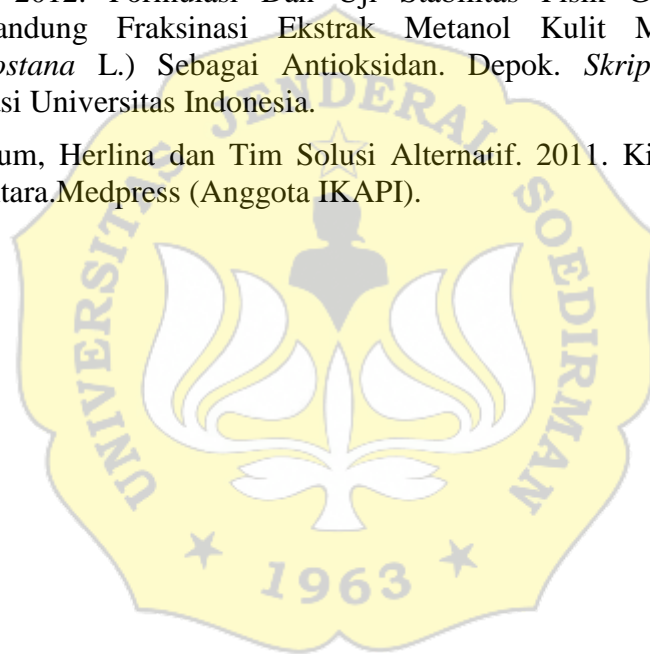 2012. Formulasi Dan Uji Stabilitas Fisik
andung Fraksinasi Ekstrak Metanol Kulit M
ostana L.) Sebagai Antioksidan. Depok. Skrip
asi Universitas Indonesia.
um, Herlina dan Tim Solusi Alternatif. 2011. Ki
tara.Medpress (Anggota IKAPI).
UNIVERSITAS JENDERAL SOEDIRMAN
1963